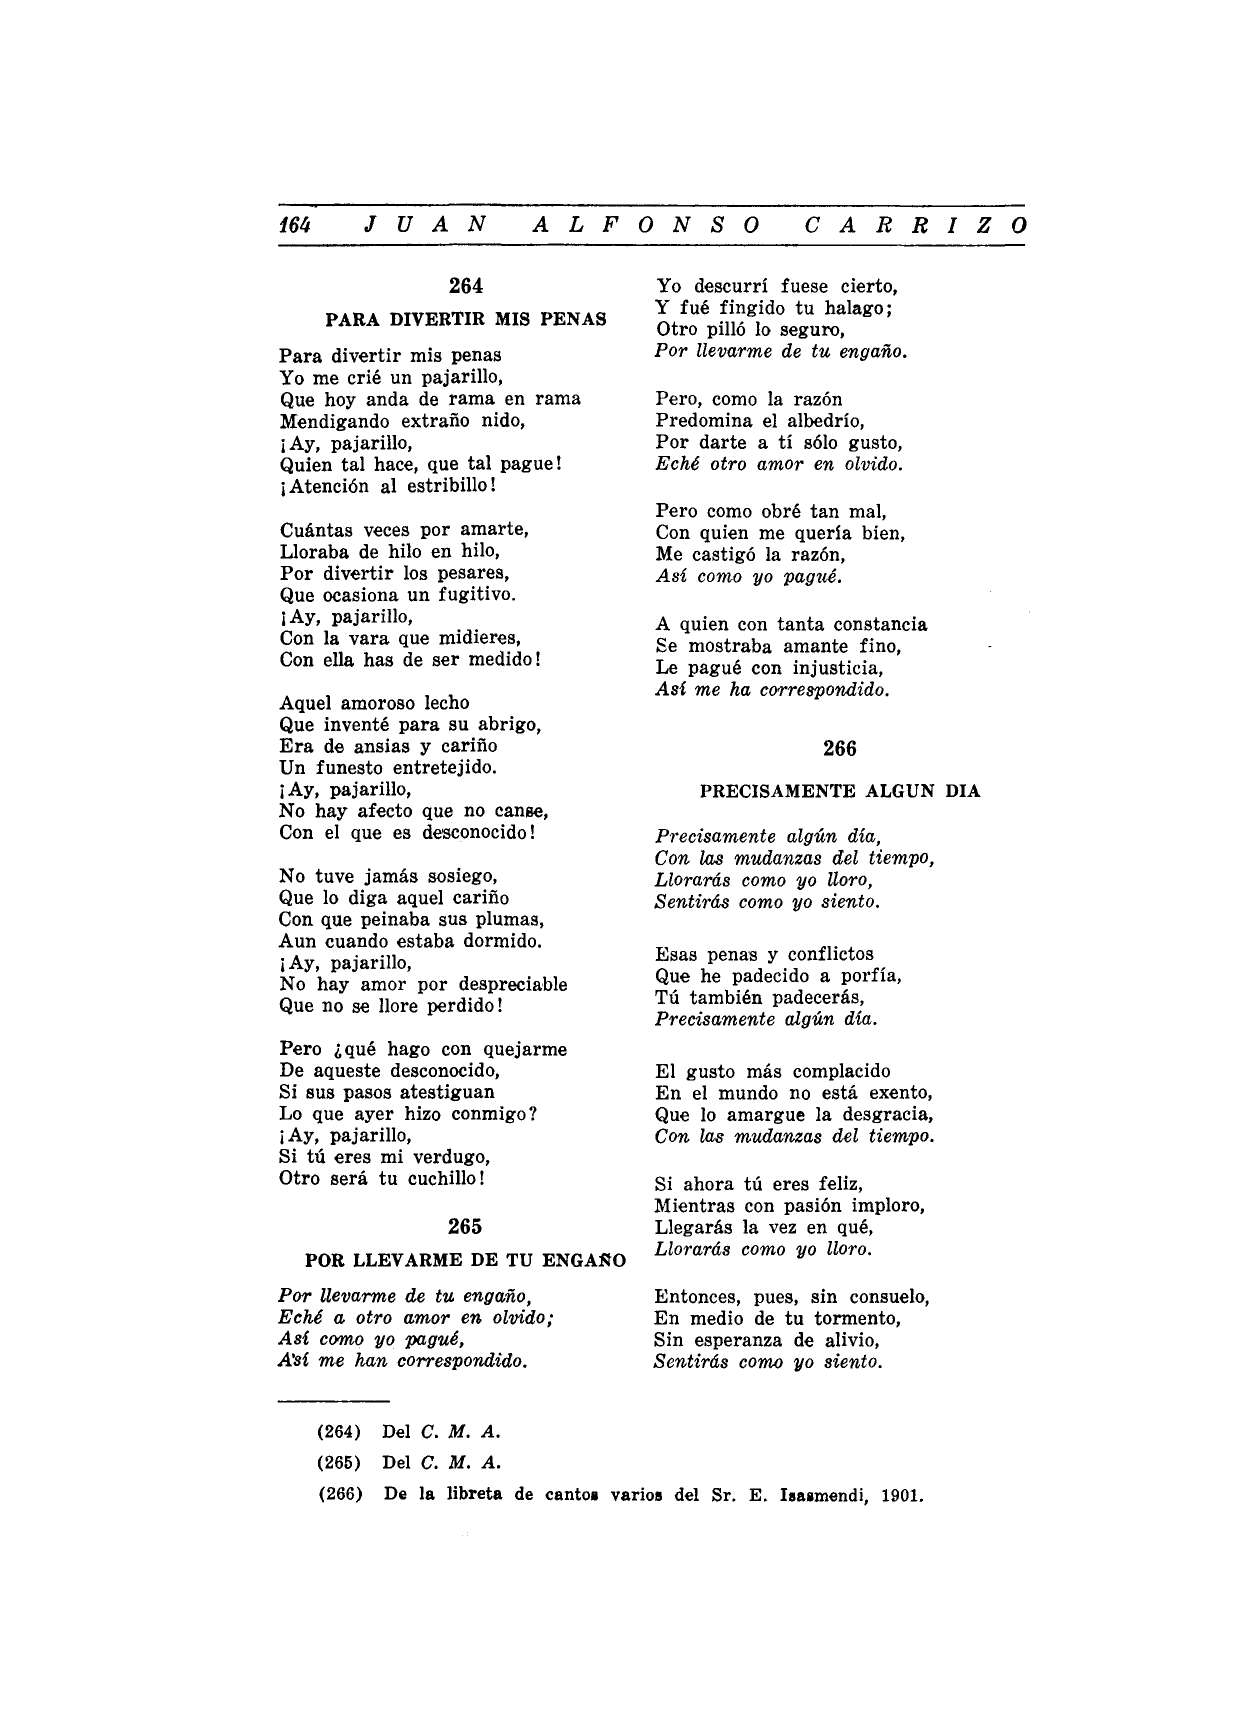 164 JUAN ALFONSO CARRIZO
264
PARA DIVERTIR MIS PENAS
Para divertir mis penas
Yo me crié un pajarillo,
Que hoy anda de rama en rama
Mendigando extraño nido,
¡Ay, pajarillo,
Quien tal hace, que tal pague!
¡Atención al estribillo!
Cuántas veces por amarte,
Lloraba de hilo en hilo,
Por divertir los pesares,
Que ocasiona un fugitivo.
¡Ay, pajarillo,
Con la vara que midieres,
Con ella has de ser medido!
Aquel amoroso lecho
Que inventé para su abrigo,
Era de ansias y cariño
Un funesto entretejido.
¡Ay, pajarillo,
No hay afecto que no canse,
Con el que es desconocido!
No tuve jamás sosiego,
Que lo diga aquel cariño
Con que peinaba sus plumas,
Aun cuando estaba dormido.
¡Ay, pajarillo,
No hay amor por despreciable
Que no se llore perdido!
Pero ¿qué hago con quejarme
De aqueste desconocido,
Si sus pasos atestiguan
Lo que ayer hizo conmigo?
¡Ay, pajarillo,
Si tú eres mi verdugo,
Otro será tu cuchillo!
265
POR LLEVARME DE TU ENGAÑO
Por llevarme de tu engaño,
Eché a otro amor en olvido;
Así como yo pagué,
Así me han correspondido.
Yo descurrí fuese cierto,
Y fué fingido tu halago;
Otro pilló lo seguro,
Por llevarme de tu engaño.
Pero, como la razón
Predomina el albedrío,
Por darte a tí sólo gusto,
Eché otro amor en olvido.
Pero como obré tan mal,
Con quien me quería bien,
Me castigó la razón,
Así como yo pagué.
A quien con tanta constancia
Se mostraba amante fino,
Le pagué con injusticia,
Así me ha correspondido.
266
PRECISAMENTE ALGUN DIA
Precisamente algún día,
Con las mudanzas del tiempo,
Llorarás como yo lloro,
Sentirás como yo siento.
Esas penas y conflictos
Que he padecido a porfía,
Tú también padecerás,
Precisamente algún día.
El gusto más complacido
En el mundo no está exento,
Que lo amargue la desgracia,
Con las mudanzas del tiempo.
Si ahora tú eres feliz,
Mientras con pasión imploro,
Llegarás la vez en qué,
Llorarás como yo lloro.
Entonces, pues, sin consuelo,
En medio de tu tormento,
Sin esperanza de alivio,
Sentirás como yo siento.
(264) Del C. M. A.
(265) Del C. M. A.
(266) De la libreta de cantos varios del Sr. E. Isasmendi, 1901.